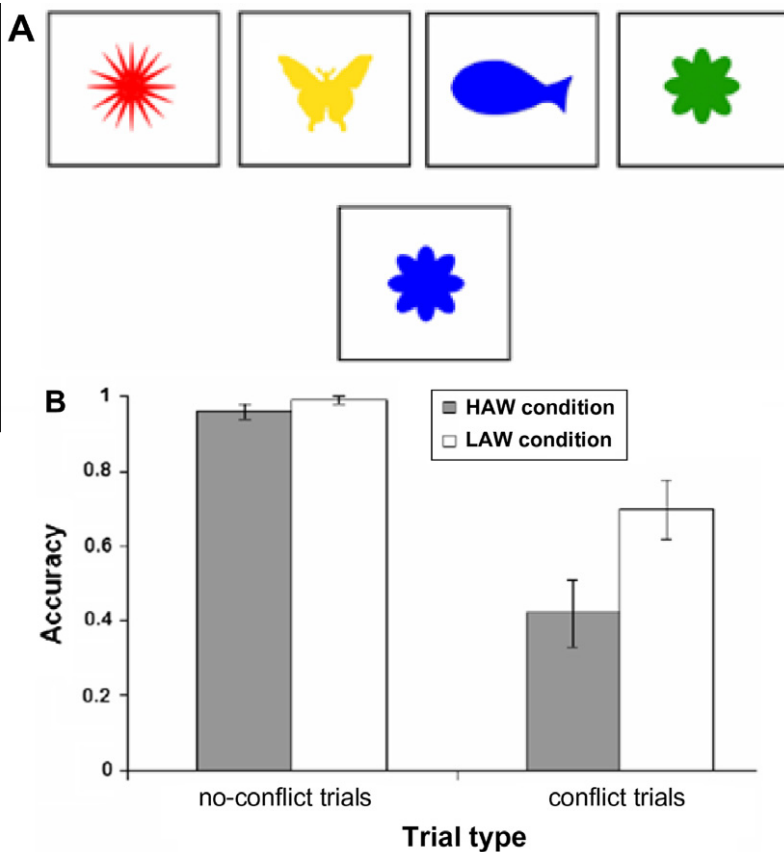 A
B
HAW condition
LAW condition
1
0.8
0.6
0.4
0.2
0
Accuracy
no-conflict trials
conflict trials
Trial type